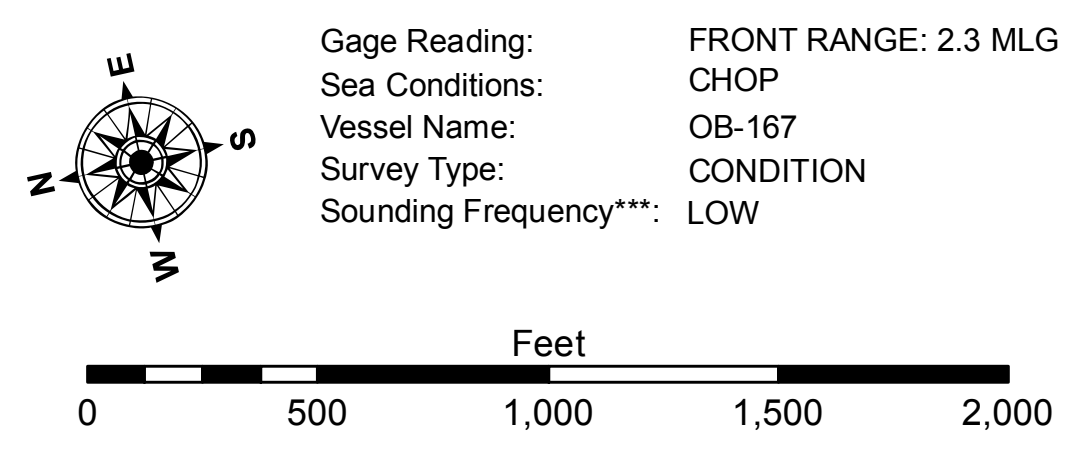 E
S
N
W
Gage Reading: FRONT RANGE: 2.3 MLG
Sea Conditions: CHOP
Vessel Name: OB-167
Survey Type: CONDITION
Sounding Frequency***: LOW
Feet
0 500 1,000 1,500 2,000